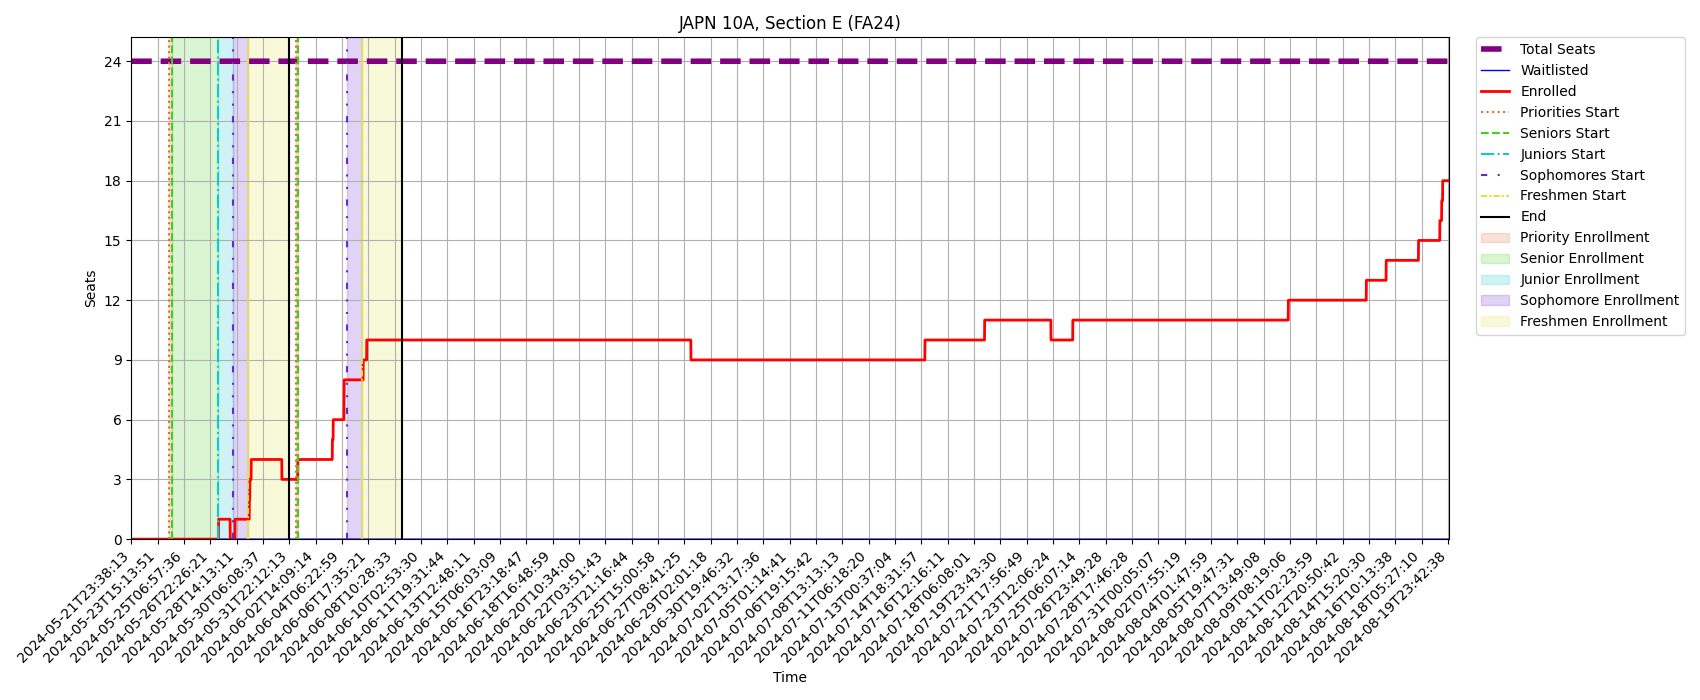 JAPN 10A, Section E (FA24)
Seats
24
21
18
15
12
9
6
3
0
2024-05-21T23:38:13
2024-05-23T15:13:51
2024-05-25T06:57:36
2024-05-26T22:26:21
2024-05-28T14:13:11
2024-05-30T06:08:37
2024-05-31T22:12:13
2024-06-02T14:09:14
2024-06-04T06:22:59
2024-06-06T17:35:21
2024-06-08T10:28:33
2024-06-10T02:53:30
2024-06-11T19:31:44
2024-06-13T12:48:11
2024-06-15T06:03:09
2024-06-16T23:18:47
2024-06-18T16:48:59
2024-06-20T10:34:00
2024-06-22T03:51:43
2024-06-23T21:16:44
2024-06-25T15:00:58
2024-06-27T08:41:25
2024-06-29T02:01:18
2024-06-30T19:46:32
2024-07-02T13:17:36
2024-07-05T01:14:41
2024-07-06T19:15:42
2024-07-08T13:13:13
2024-07-11T06:18:20
2024-07-13T00:37:04
2024-07-14T18:31:57
2024-07-16T12:16:11
2024-07-18T06:08:01
2024-07-19T23:43:30
2024-07-21T17:56:49
2024-07-23T12:06:24
2024-07-25T06:07:14
2024-07-26T23:49:28
2024-07-28T17:46:28
2024-07-31T00:05:07
2024-08-02T07:55:19
2024-08-04T01:47:59
2024-08-05T19:47:31
2024-08-07T13:49:08
2024-08-09T08:19:06
2024-08-11T02:23:59
2024-08-12T20:50:42
2024-08-14T15:20:30
2024-08-16T10:13:38
2024-08-18T05:27:10
2024-08-19T23:42:38
Time
Total Seats
Waitlisted
Enrolled
Priorities Start
Seniors Start
Juniors Start
Sophomores Start
Freshmen Start
End
Priority Enrollment
Senior Enrollment
Junior Enrollment
Sophomore Enrollment
Freshmen Enrollment